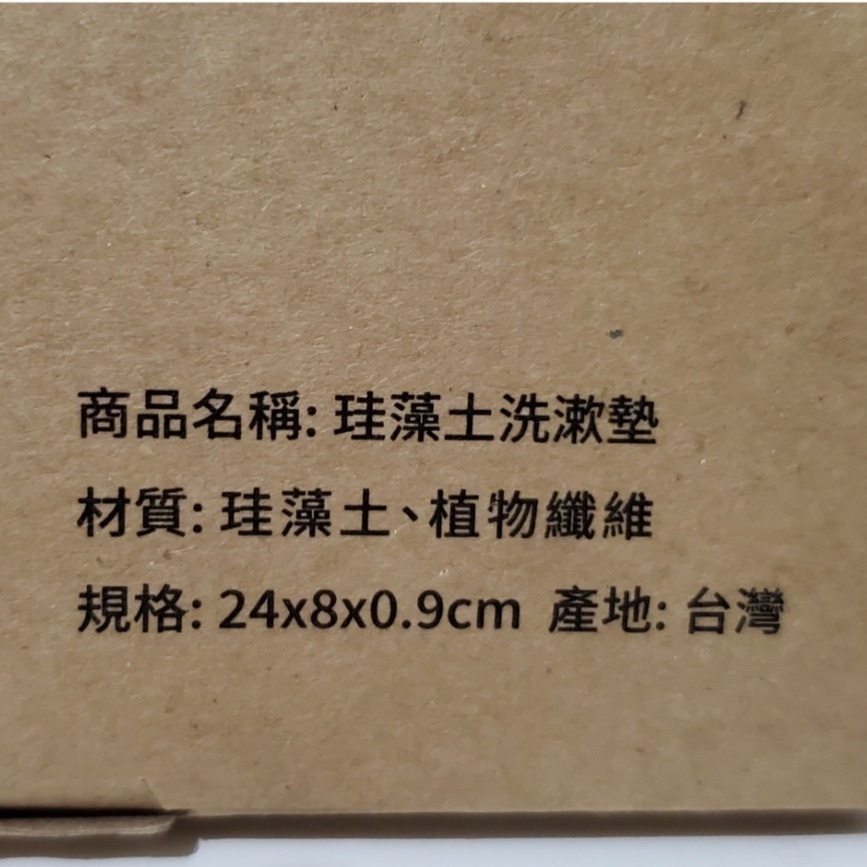 商品名稱: 珪藻土洗漱墊
材質: 珪藻土、植物纖維
規格: 24x8x0.9cm 產地: 台灣